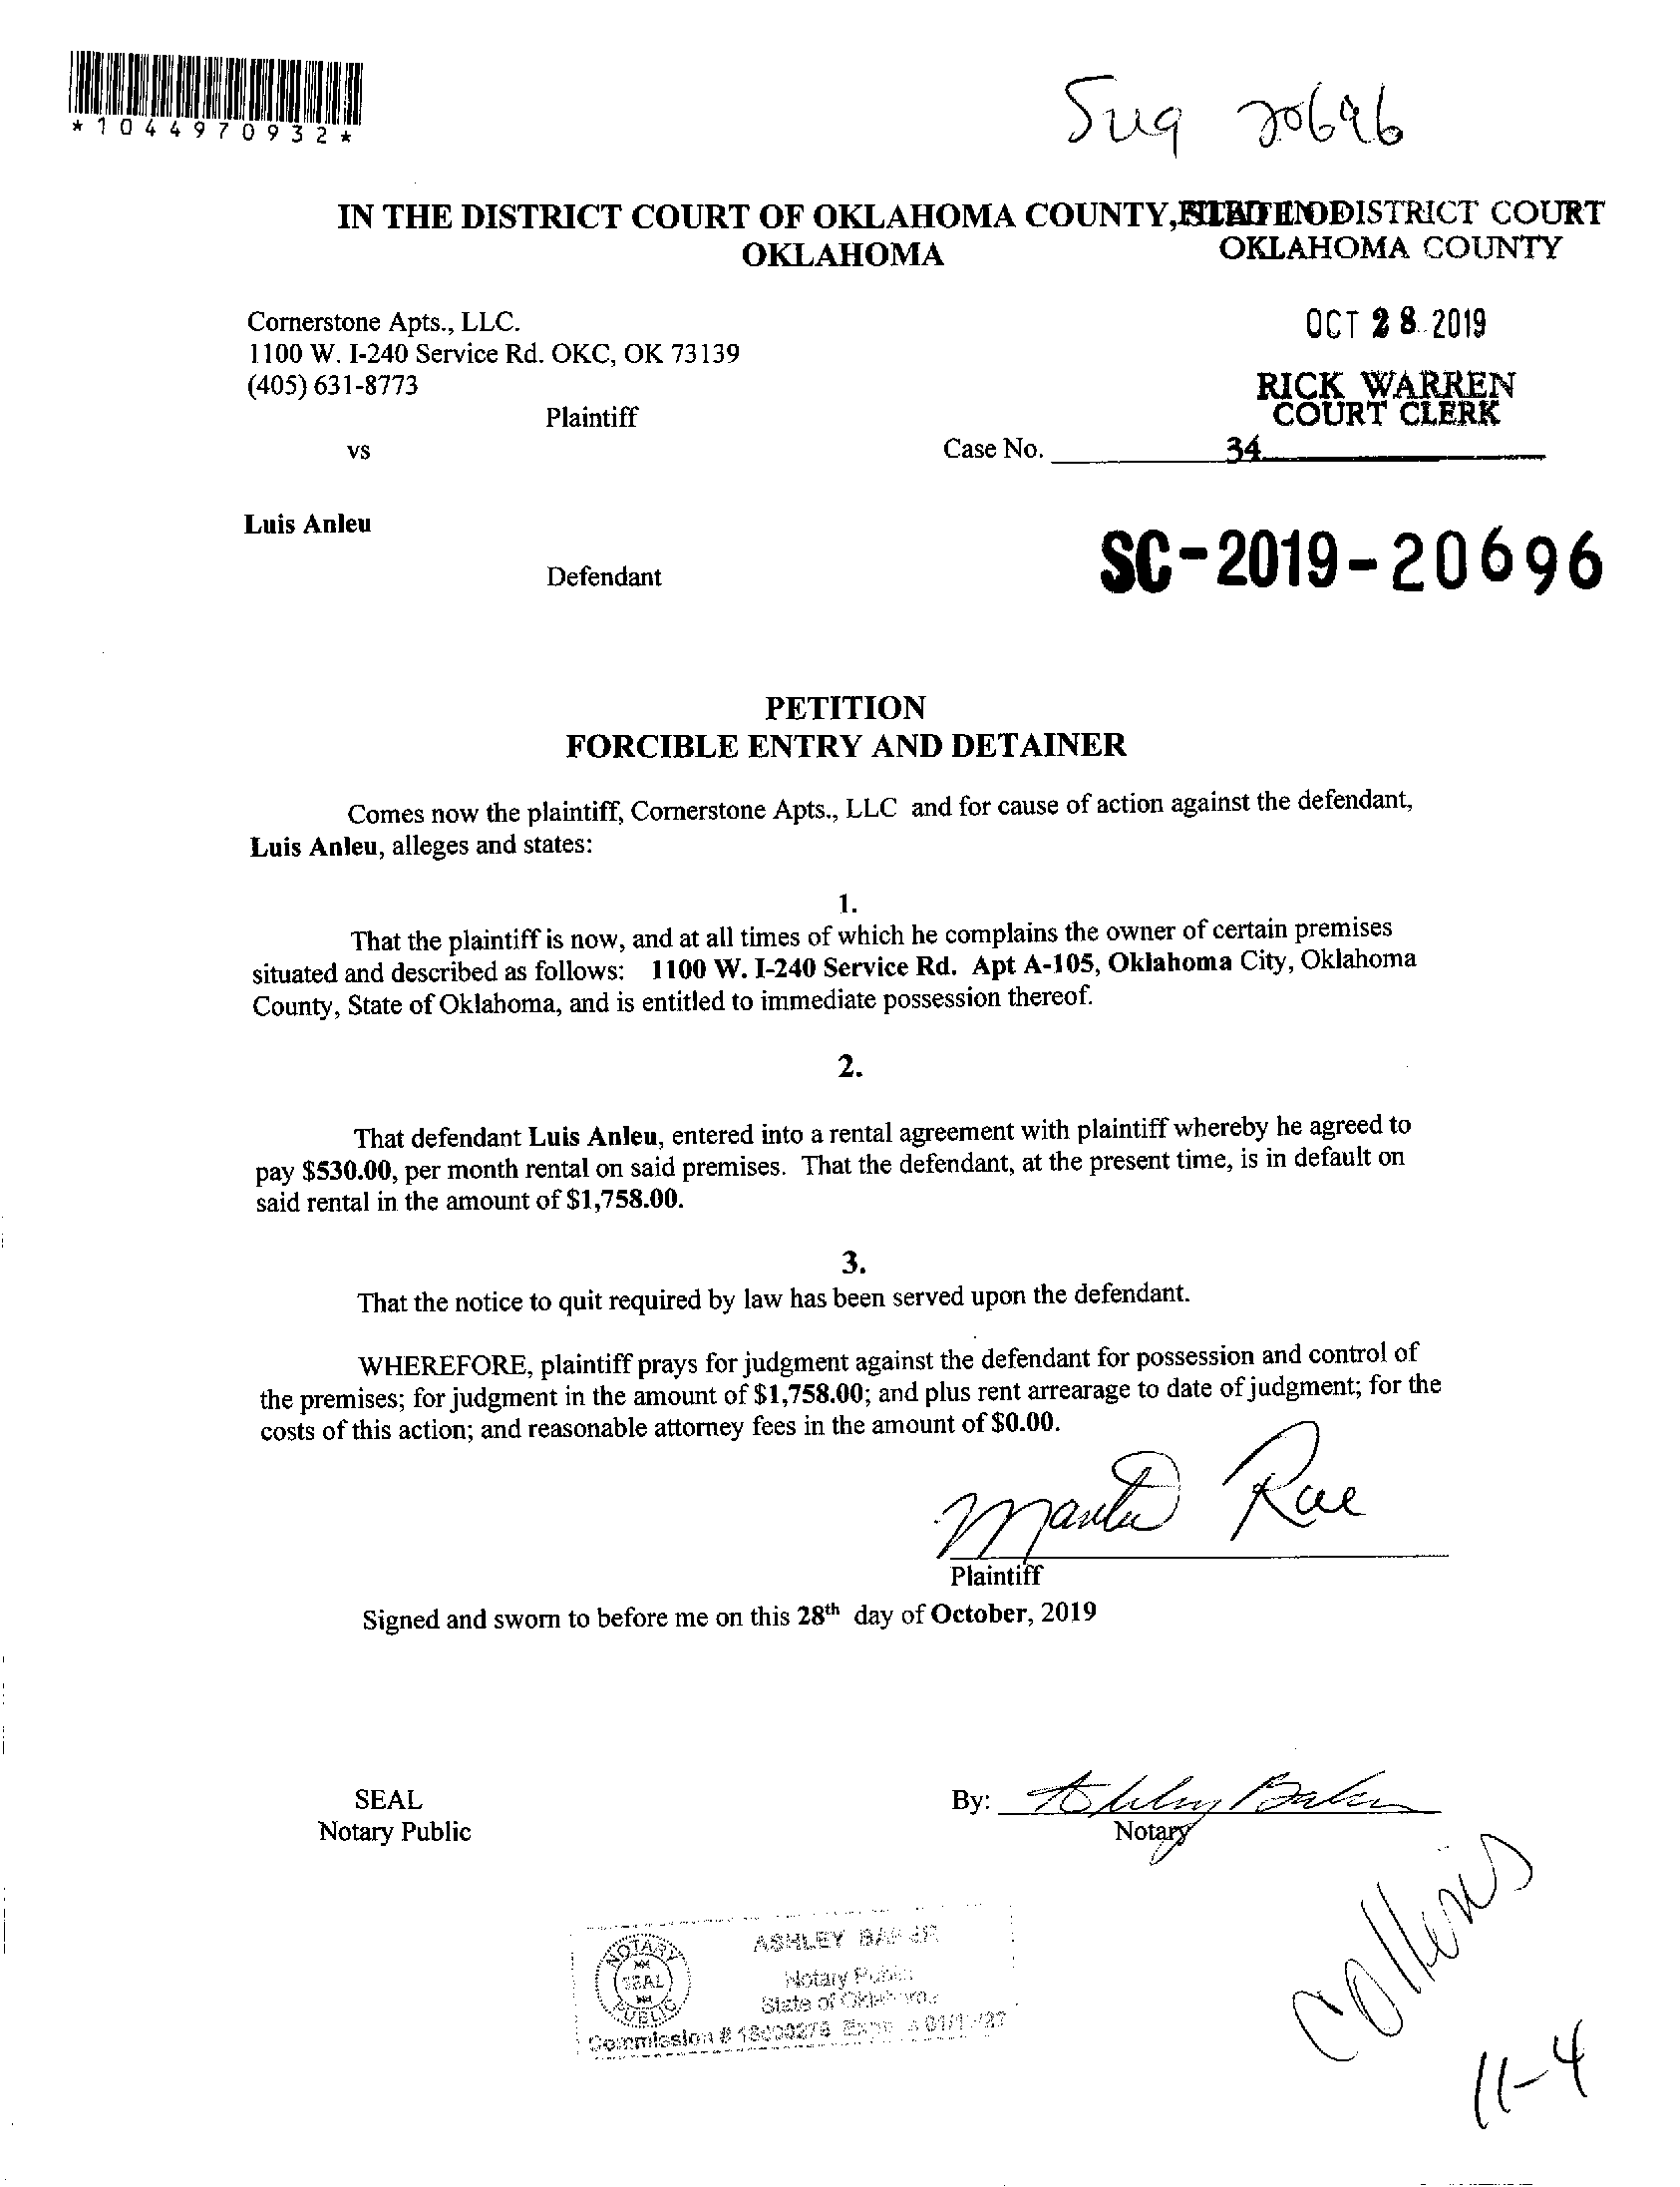 *1044970932*
20696
IN THE DISTRICT COURT OF OKLAHOMA COUNTY, DISTRICT COURT
OKLAHOMA
OKLAHOMA COUNTY
Cornerstone Apts., LLC.
OCT 28 2019
1100 W. I-240 Service Rd. OKC, OK 73139
(405) 631-8773
RICK WARREN
COURT CLERK
Plaintiff
vs
Case No. 34
Luis Anleu
SC-2019-20696
Defendant
PETITION
FORCIBLE ENTRY AND DETAINER
Comes now the plaintiff, Cornerstone Apts., LLC and for cause of action against the defendant,
Luis Anleu, alleges and states:
1.
That the plaintiff is now, and at all times of which he complains the owner of certain premises
situated and described as follows: 1100 W. I-240 Service Rd. Apt A-105, Oklahoma City, Oklahoma
County, State of Oklahoma, and is entitled to immediate possession thereof.
2.
That defendant Luis Anleu, entered into a rental agreement with plaintiff whereby he agreed to
pay $530.00, per month rental on said premises. That the defendant, at the present time, is in default on
said rental in the amount of $1,758.00.
3.
That the notice to quit required by law has been served upon the defendant.
WHEREFORE, plaintiff prays for judgment against the defendant for possession and control of
the premises; for judgment in the amount of $1,758.00; and plus rent arrearage to date of judgment; for the
costs of this action; and reasonable attorney fees in the amount of $0.00.
Rae
Plaintiff
Signed and sworn to before me on this 28th day of October, 2019
SEAL
By: Ashley Baker
Notary Public
Notary
Collins
11-4
NOTARY
SEAL
PUBLIC
ASHLEY BAKER
Notary Public
State of Oklahoma
Commission #